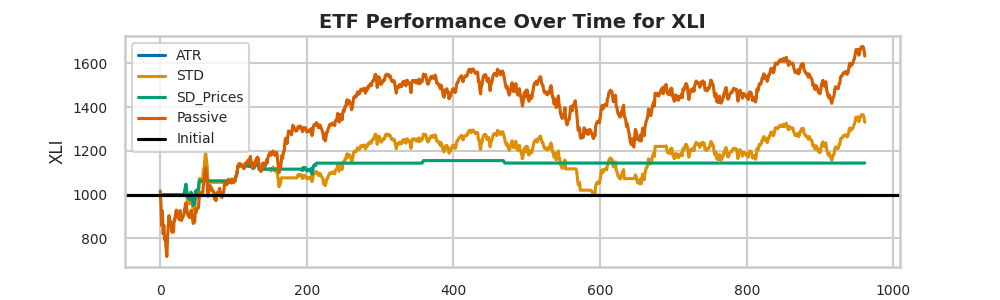 ETF Performance Over Time for XLI
ATR
STD
SD_Prices
Passive
Initial
XLI
1600
1400
1200
1000
800
0 200 400 600 800 1000